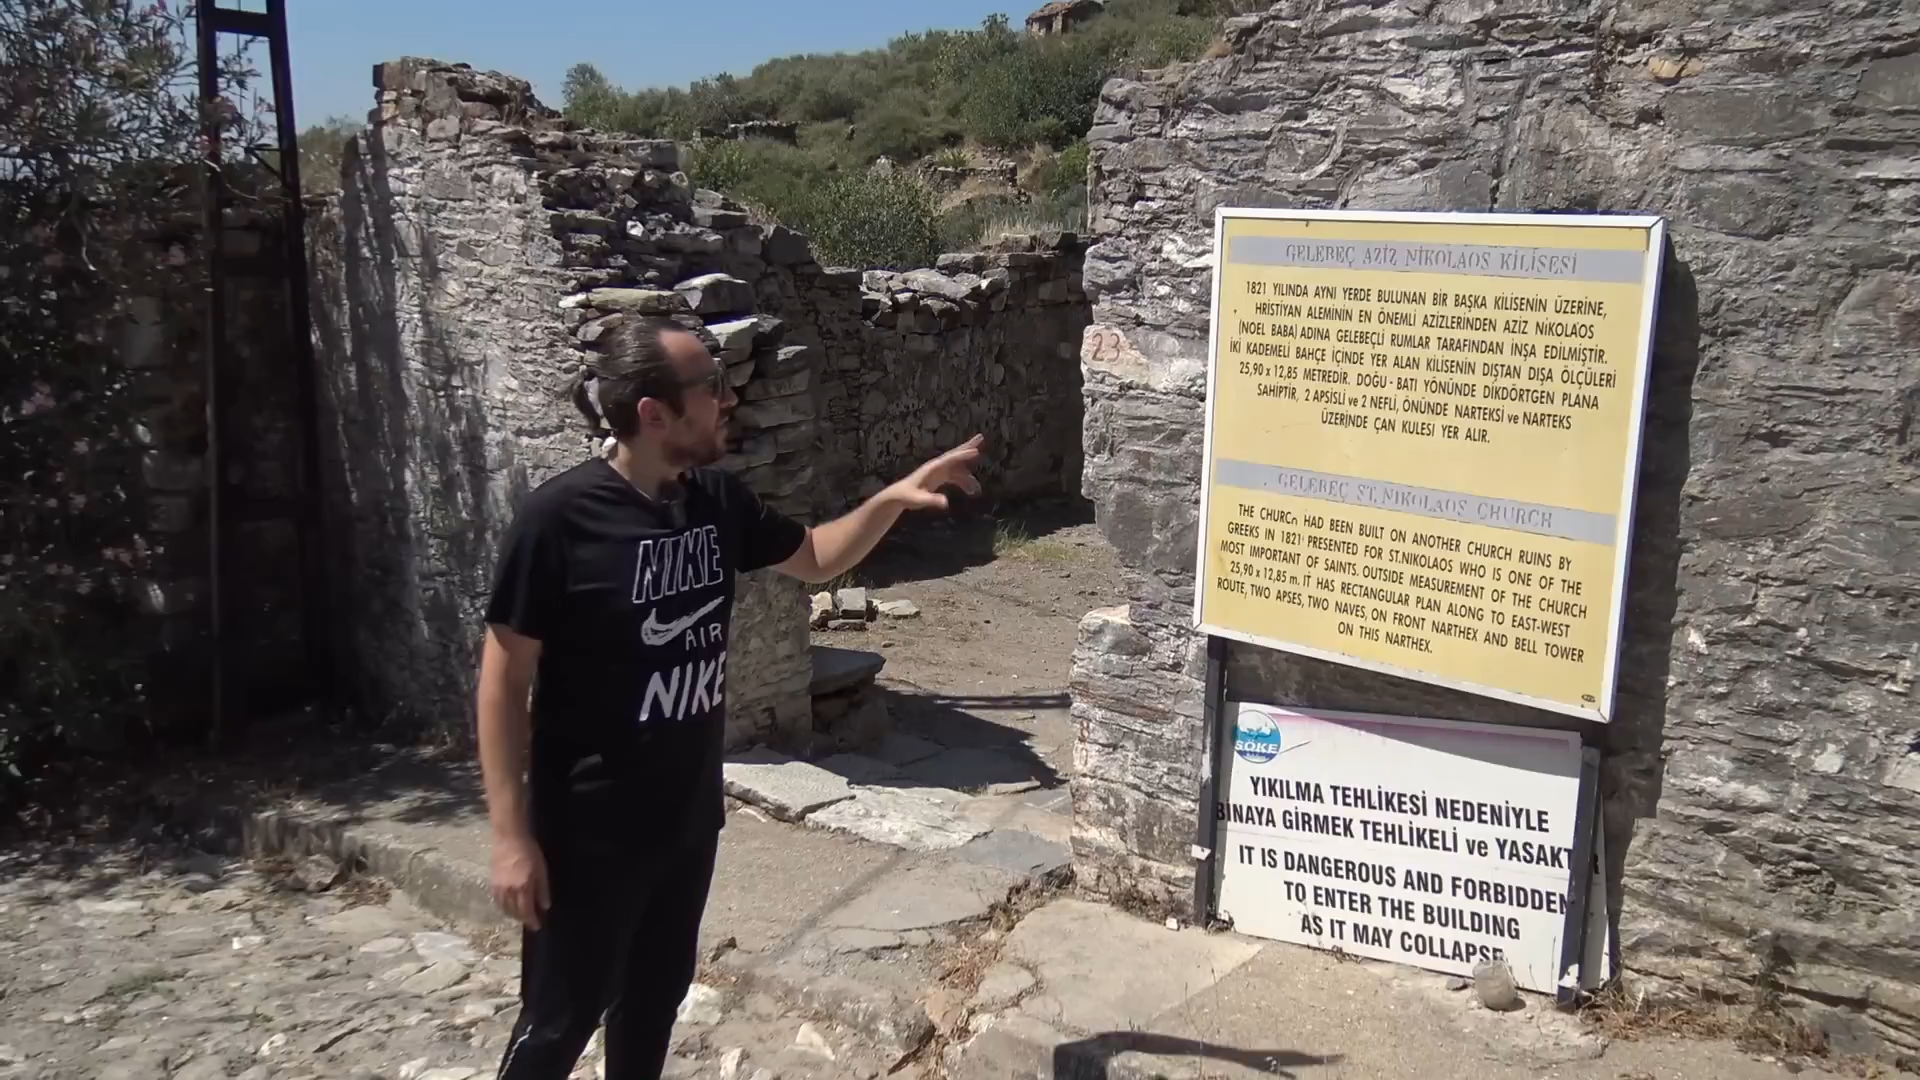 GELEBEÇ AZİZ NİKOLAOS KİLİSESİ
1821 YILINDA AYNI YERDE BULUNAN BİR BAŞKA KİLİSENİN ÜZERİNE,
HRİSTİYAN ALEMİNİN EN ÖNEMLİ AZİZLERİNDEN AZİZ NİKOLAOS
(NOEL BABA) ADINA GELEBEÇLİ RUMLAR TARAFINDAN İNŞA EDİLMİŞTİR.
İKİ KADEMELİ BAHÇE İÇİNDE YER ALAN KİLİSENİN DIŞTAN DIŞA ÖLÇÜLERİ
25,90 x 12,85 METREDİR. DOĞU - BATI YÖNÜNDE DİKDÖRTGEN PLANA
SAHİPTİR, 2 APSİSLİ ve 2 NEFLİ, ÖNÜNDE NARTEKSİ ve NARTEKS
ÜZERİNDE ÇAN KULESI YER ALIR.
GELEBEÇ ST. NIKOLAOS CHURCH
THE CHURCH HAD BEEN BUILT ON ANOTHER CHURCH RUINS BY
GREEKS IN 1821 PRESENTED FOR ST.NIKOLAOS WHO IS ONE OF THE
MOST IMPORTANT OF SAINTS. OUTSIDE MEASUREMENT OF THE CHURCH
25,90 x 12,85 m. IT HAS RECTANGULAR PLAN ALONG TO EAST-WEST
ROUTE, TWO APSES, TWO NAVES, ON FRONT NARTHEX AND BELL TOWER
ON THIS NARTHEX.
23
SÖKE
YIKILMA TEHLİKESİ NEDENİYLE
BİNAYA GİRMEK TEHLİKELİ ve YASAKT
IT IS DANGEROUS AND FORBIDDEN
TO ENTER THE BUILDING
AS IT MAY COLLAPSE
NIKE
AIR
NIKE